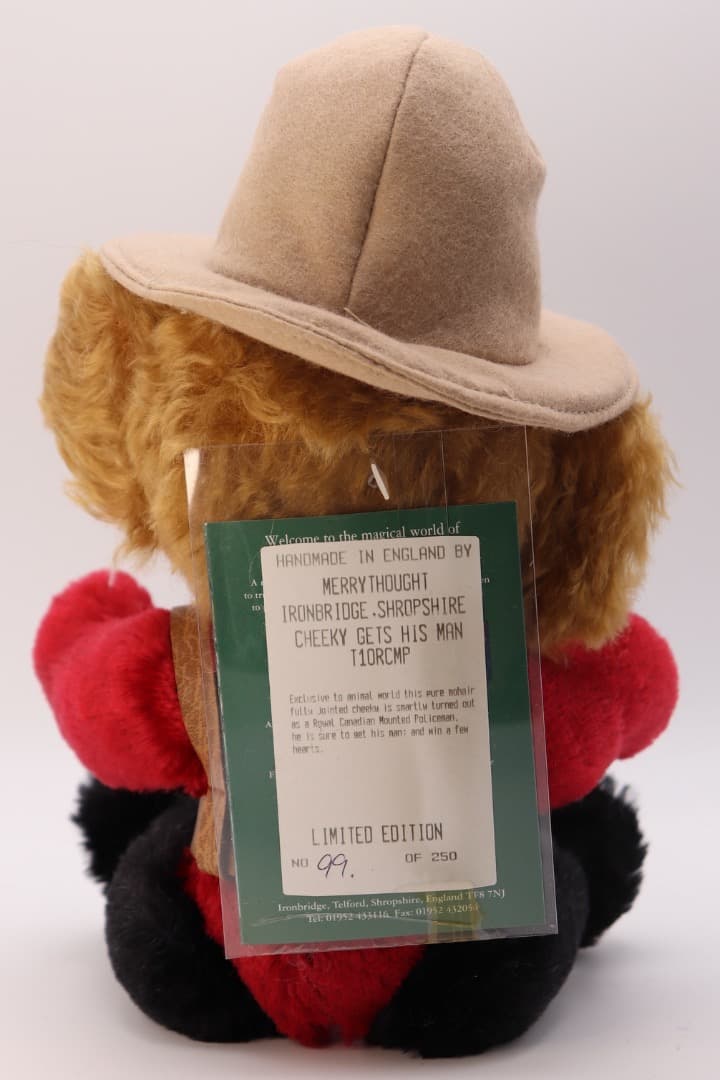 Welcome to the magical world of
HANDMADE IN ENGLAND BY
MERRYTHOUGHT
IRONBRIDGE.SHROPSHIRE
CHEEKY GETS HIS MAN
T10RCMP
Exclusive to animal world this pure mohair
fully jointed cheeky is smartly turned out
as a Royal Canadian Mounted Policeman,
he is sure to get his man: and win a few
hearts.
LIMITED EDITION
NO 99. OF 250
Ironbridge, Telford, Shropshire, England TF8 7NJ
Tel: 01952 433116 Fax: 01952 432054